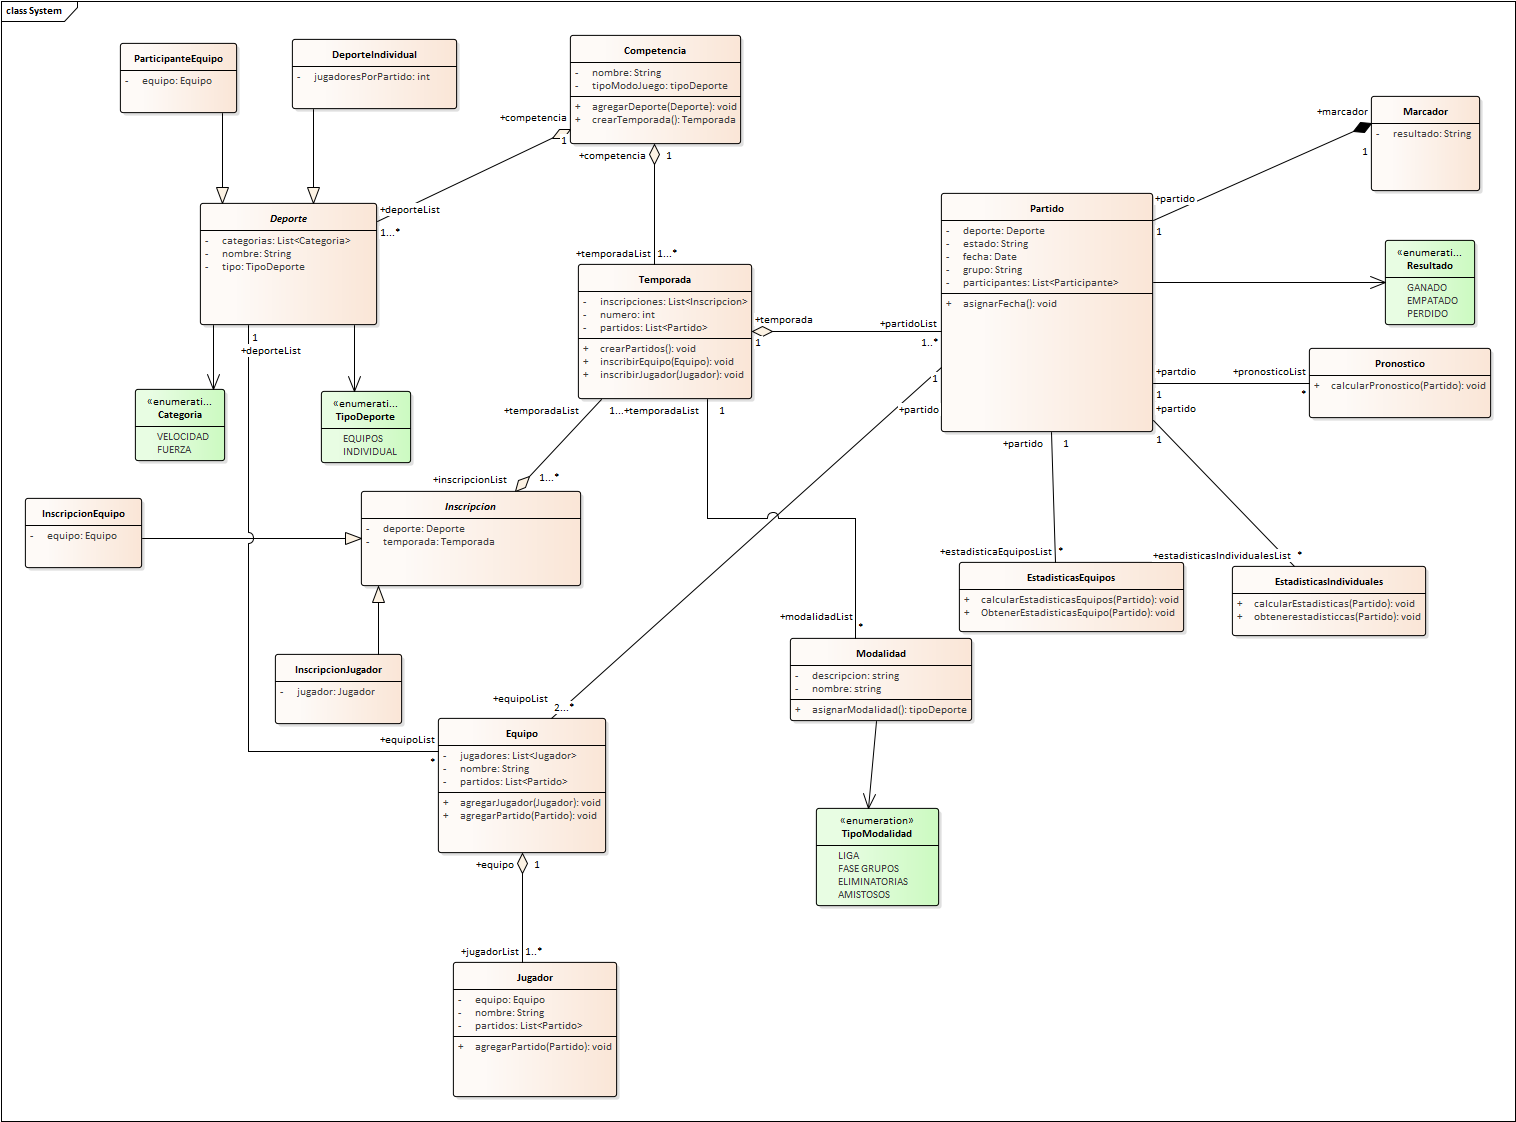 class System
ParticipanteEquipo
- equipo: Equipo
DeporteIndividual
- jugadoresPorPartido: int
Competencia
- nombre: String
- tipoModoJuego: tipoDeporte
+ agregarDeporte(Deporte): void
+ crearTemporada(): Temporada
+competencia
1
+competencia 1
+deporteList
1...*
+temporadaList 1...*
Deporte
- categorias: List<Categoria>
- nombre: String
- tipo: TipoDeporte
1
+deporteList
«enumerati...
Categoria
VELOCIDAD
FUERZA
«enumerati...
TipoDeporte
EQUIPOS
INDIVIDUAL
Temporada
- inscripciones: List<Inscripcion>
- numero: int
- partidos: List<Partido>
+ crearPartidos(): void
+ inscribirEquipo(Equipo): void
+ inscribirJugador(Jugador): void
+temporada
1
+partidoList
1..*
+temporadaList 1...*
+temporadaList 1
+inscripcionList 1...*
Partido
- deporte: Deporte
- estado: String
- fecha: Date
- grupo: String
- participantes: List<Participante>
+ asignarFecha(): void
+marcador
1
+partido
1
Marcador
- resultado: String
«enumerati...
Resultado
GANADO
EMPATADO
PERDIDO
+partdio
1
+pronosticoList
*
Pronostico
+ calcularPronostico(Partido): void
+partido
1
1
+partido
+partido 1
+estadisticaEquiposList *
+estadisticasIndividualesList *
EstadisticasEquipos
+ calcularEstadisticasEquipos(Partido): void
+ ObtenerEstadisticasEquipo(Partido): void
EstadisticasIndividuales
+ calcularEstadisticas(Partido): void
+ obtenerestadisticcas(Partido): void
InscripcionEquipo
- equipo: Equipo
Inscripcion
- deporte: Deporte
- temporada: Temporada
InscripcionJugador
- jugador: Jugador
+modalidadList
*
Modalidad
- descripcion: string
- nombre: string
+ asignarModalidad(): tipoDeporte
«enumeration»
TipoModalidad
LIGA
FASE GRUPOS
ELIMINATORIAS
AMISTOSOS
+equipoList
2...*
+equipoList
*
Equipo
- jugadores: List<Jugador>
- nombre: String
- partidos: List<Partido>
+ agregarJugador(Jugador): void
+ agregarPartido(Partido): void
+equipo 1
+jugadorList 1..*
Jugador
- equipo: Equipo
- nombre: String
- partidos: List<Partido>
+ agregarPartido(Partido): void